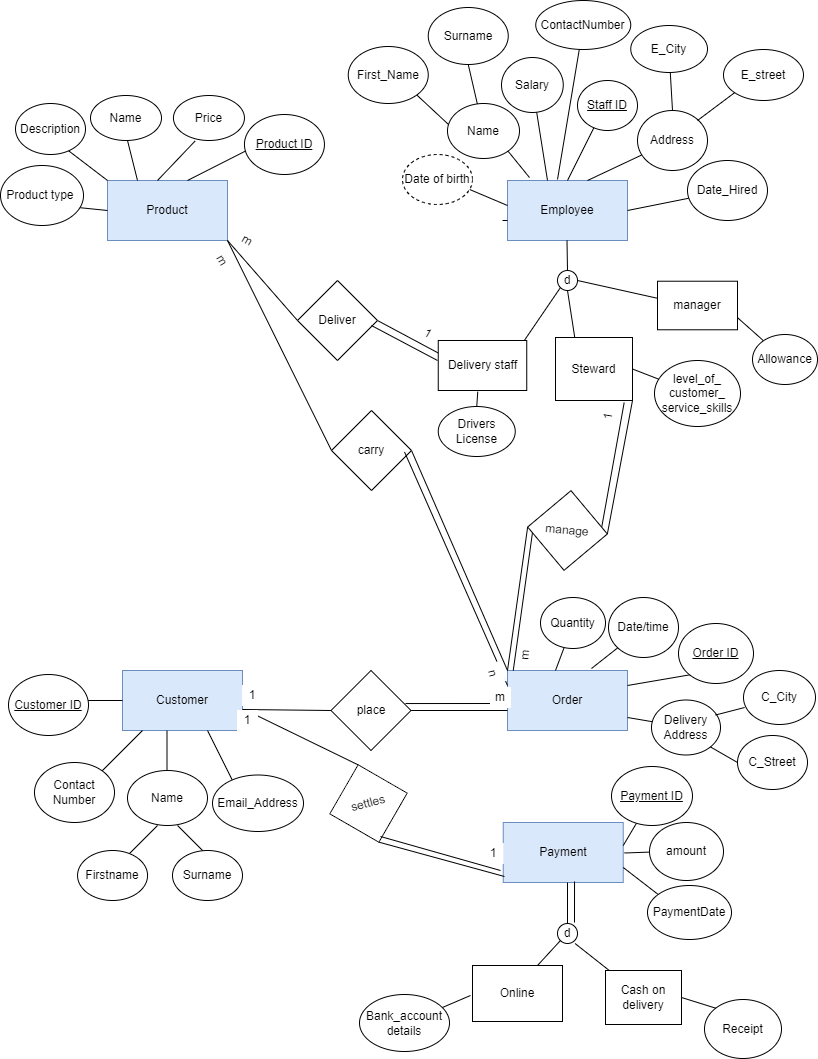 ContactNumber
Surname
E_City
First_Name
Salary
E_street
Staff ID
Name
Price
Description
Name
Address
Product ID
Date of birth
Date_Hired
Product type
Product
Employee
m
m
d
manager
Deliver
1
Delivery staff
Steward
Allowance
level_of_
customer_
service_skills
Drivers
License
1
carry
manage
Quantity
Date/time
Order ID
m
n
Customer
1
m
Order
Customer ID
place
1
C_City
Delivery
Address
C_Street
Contact
Number
Name
Email_Address
settles
Payment ID
Payment
1
amount
Firstname
Surname
PaymentDate
d
Online
Cash on
delivery
Bank_account
details
Receipt